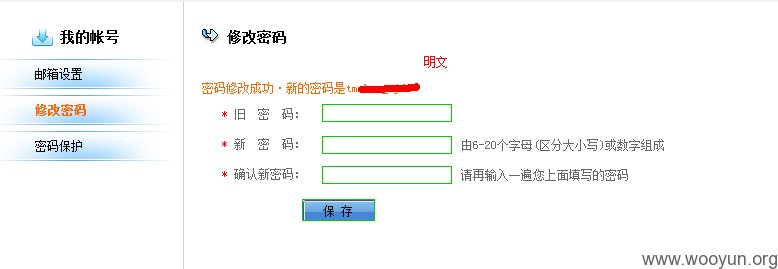 我的帐号
邮箱设置
修改密码
密码保护
修改密码
明文
密码修改成功·新的密码是
* 旧 密 码:
* 新 密 码: 由6-20个字母(区分大小写)或数字组成
* 确认新密码: 请再输入一遍您上面填写的密码
保 存
www.wooyun.org